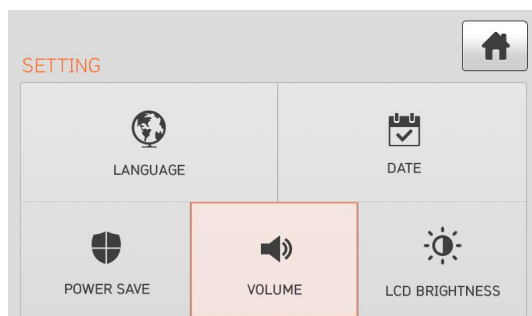 SETTING
LANGUAGE
DATE
POWER SAVE
VOLUME
LCD BRIGHTNESS